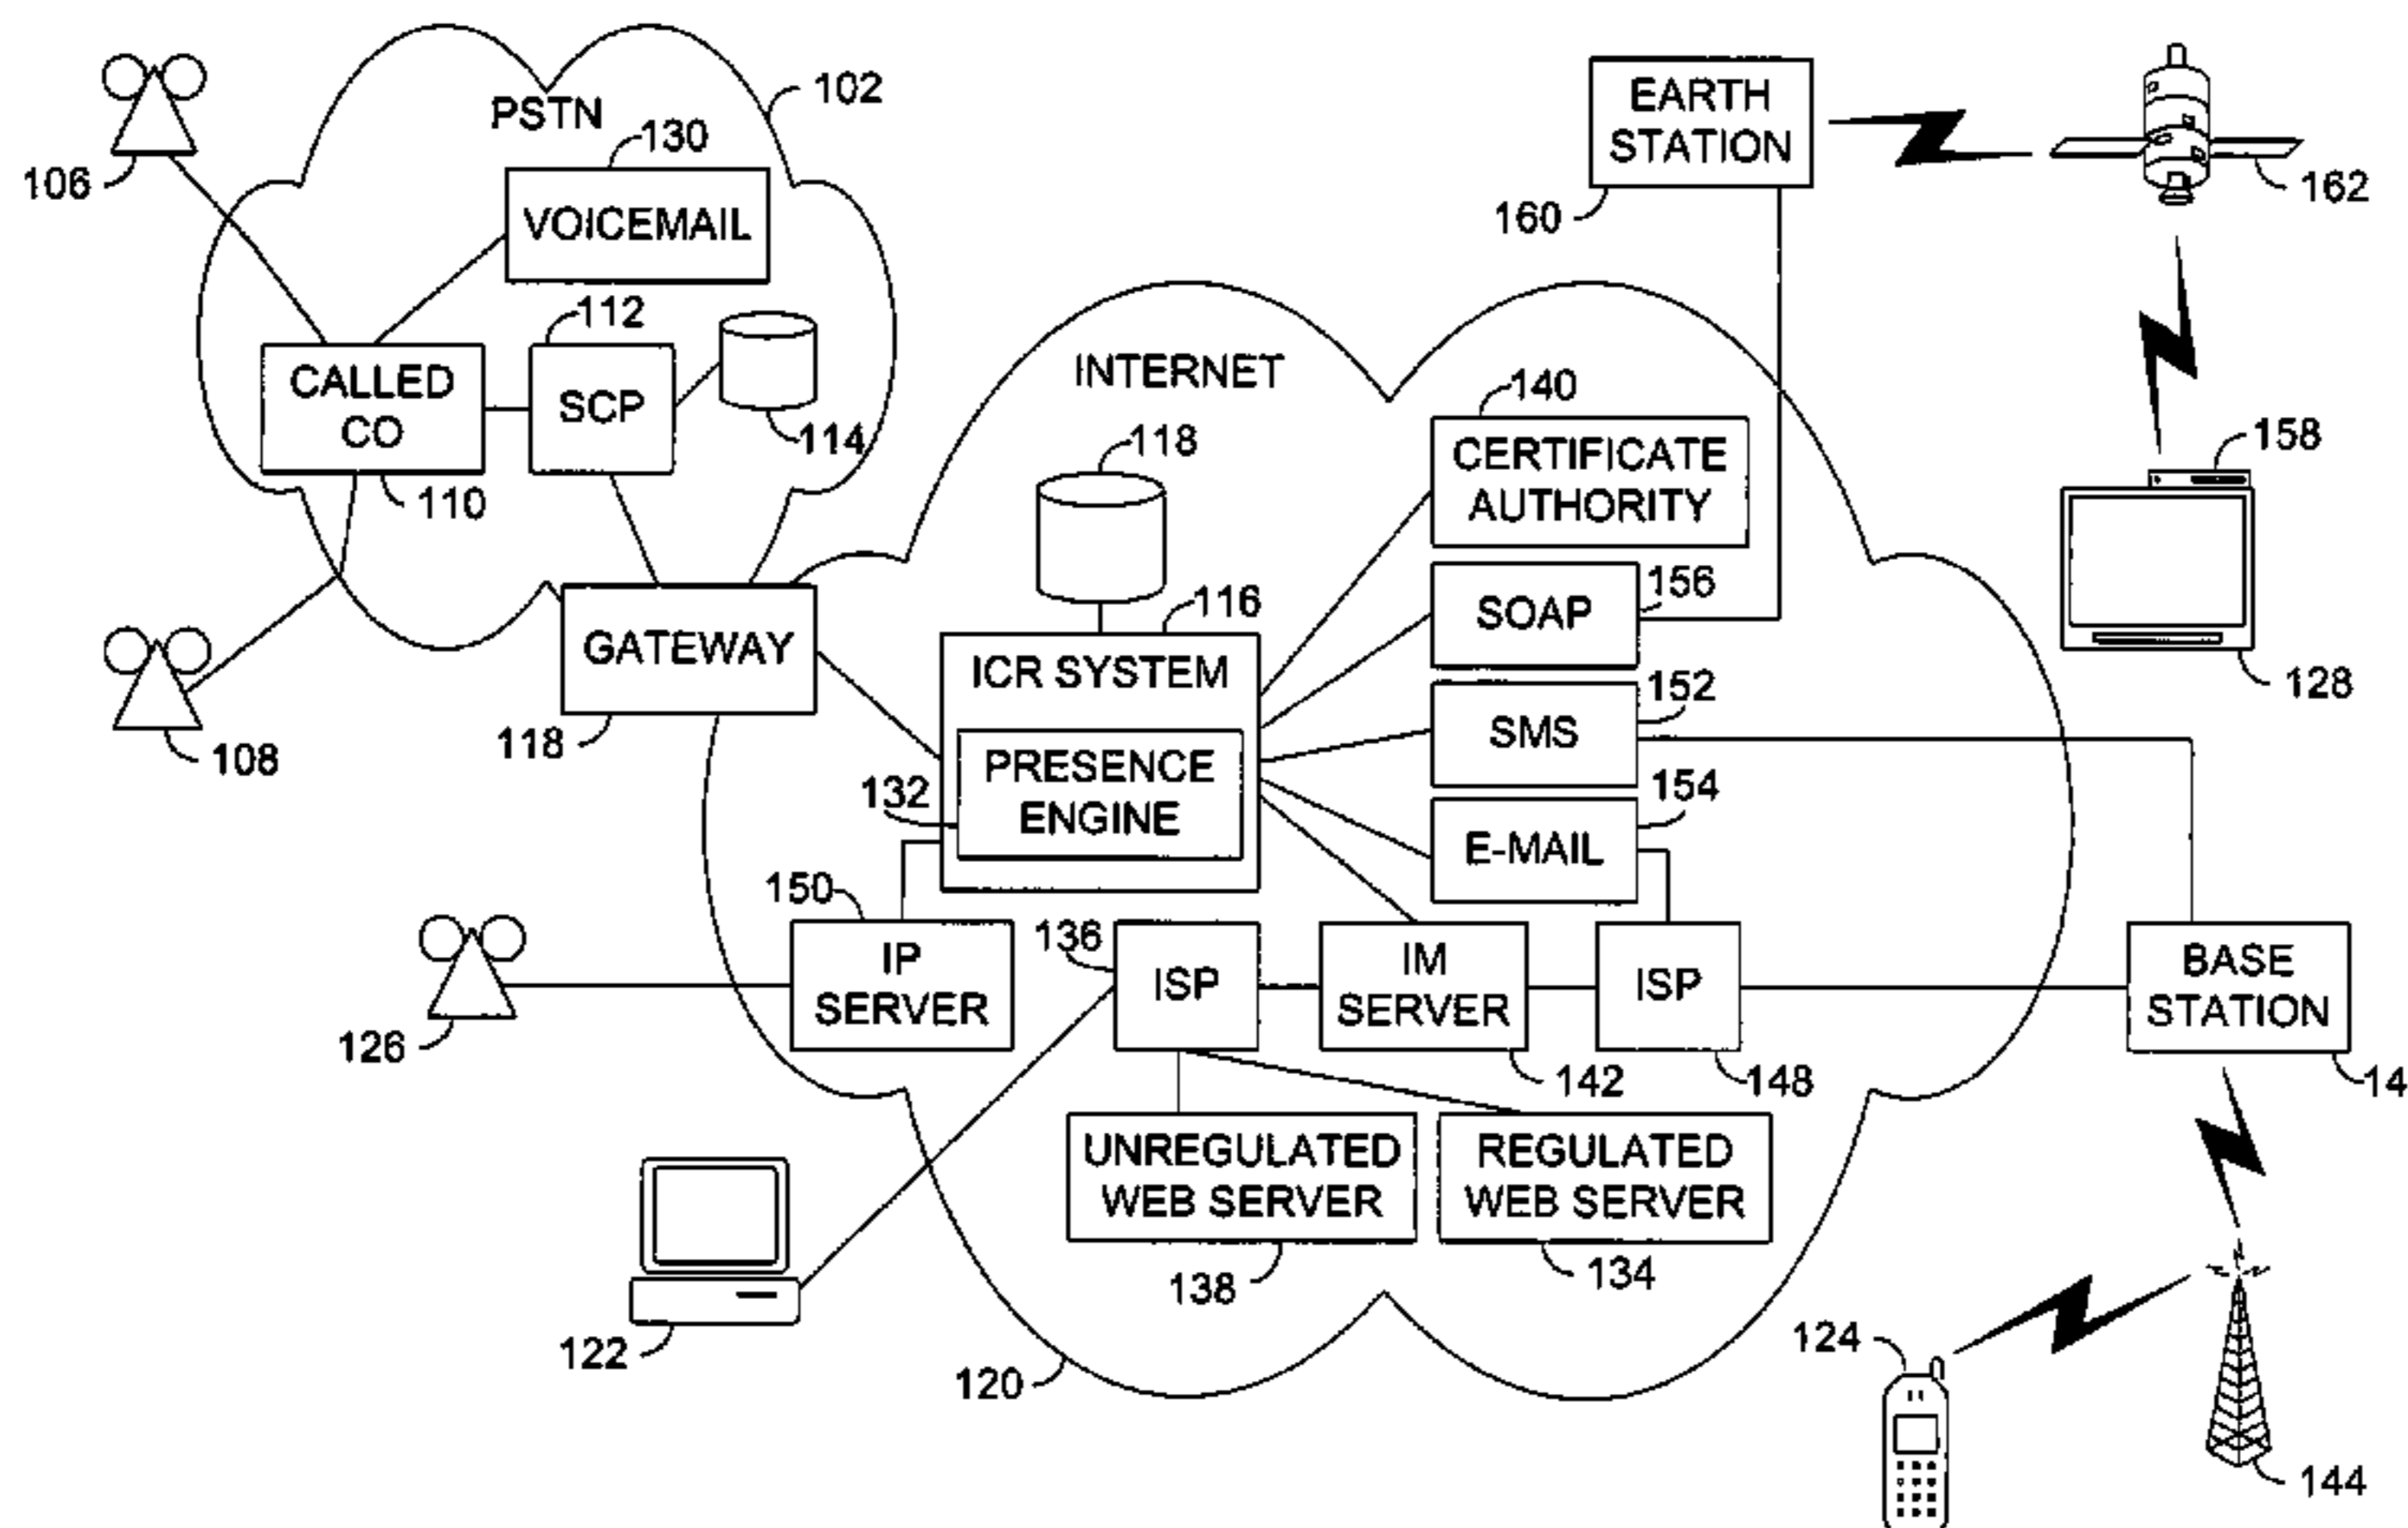 PSTN
102
106
130
VOICEMAIL
112
114
CALLED
CO
SCP
110
108
GATEWAY
118
EARTH
STATION
160
162
158
128
INTERNET
118
140
CERTIFICATE
AUTHORITY
116
ICR SYSTEM
PRESENCE
ENGINE
132
156
SOAP
152
SMS
154
E-MAIL
150
IP
SERVER
126
136
ISP
IM
SERVER
142
ISP
148
BASE
STATION
14
UNREGULATED
WEB SERVER
138
REGULATED
WEB SERVER
134
122
120
124
144